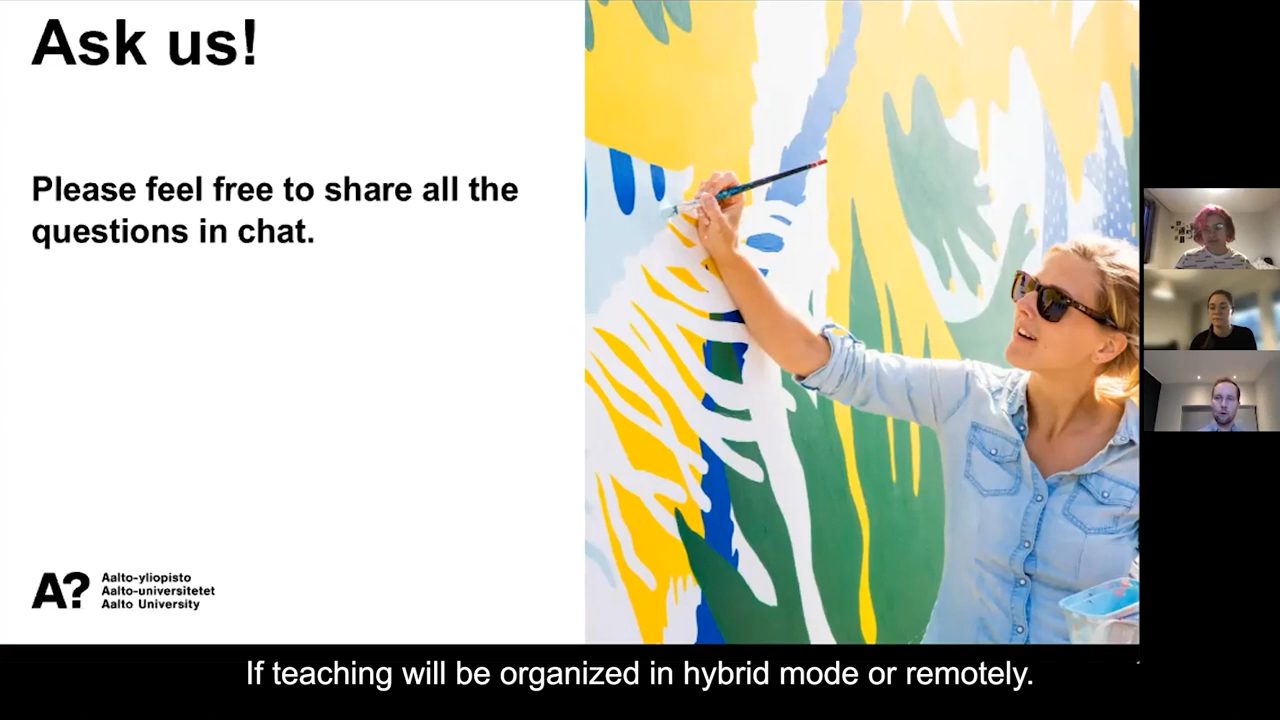 Ask us!
Please feel free to share all the
questions in chat.
A?
Aalto-yliopisto
Aalto-universitetet
Aalto University
If teaching will be organized in hybrid mode or remotely.